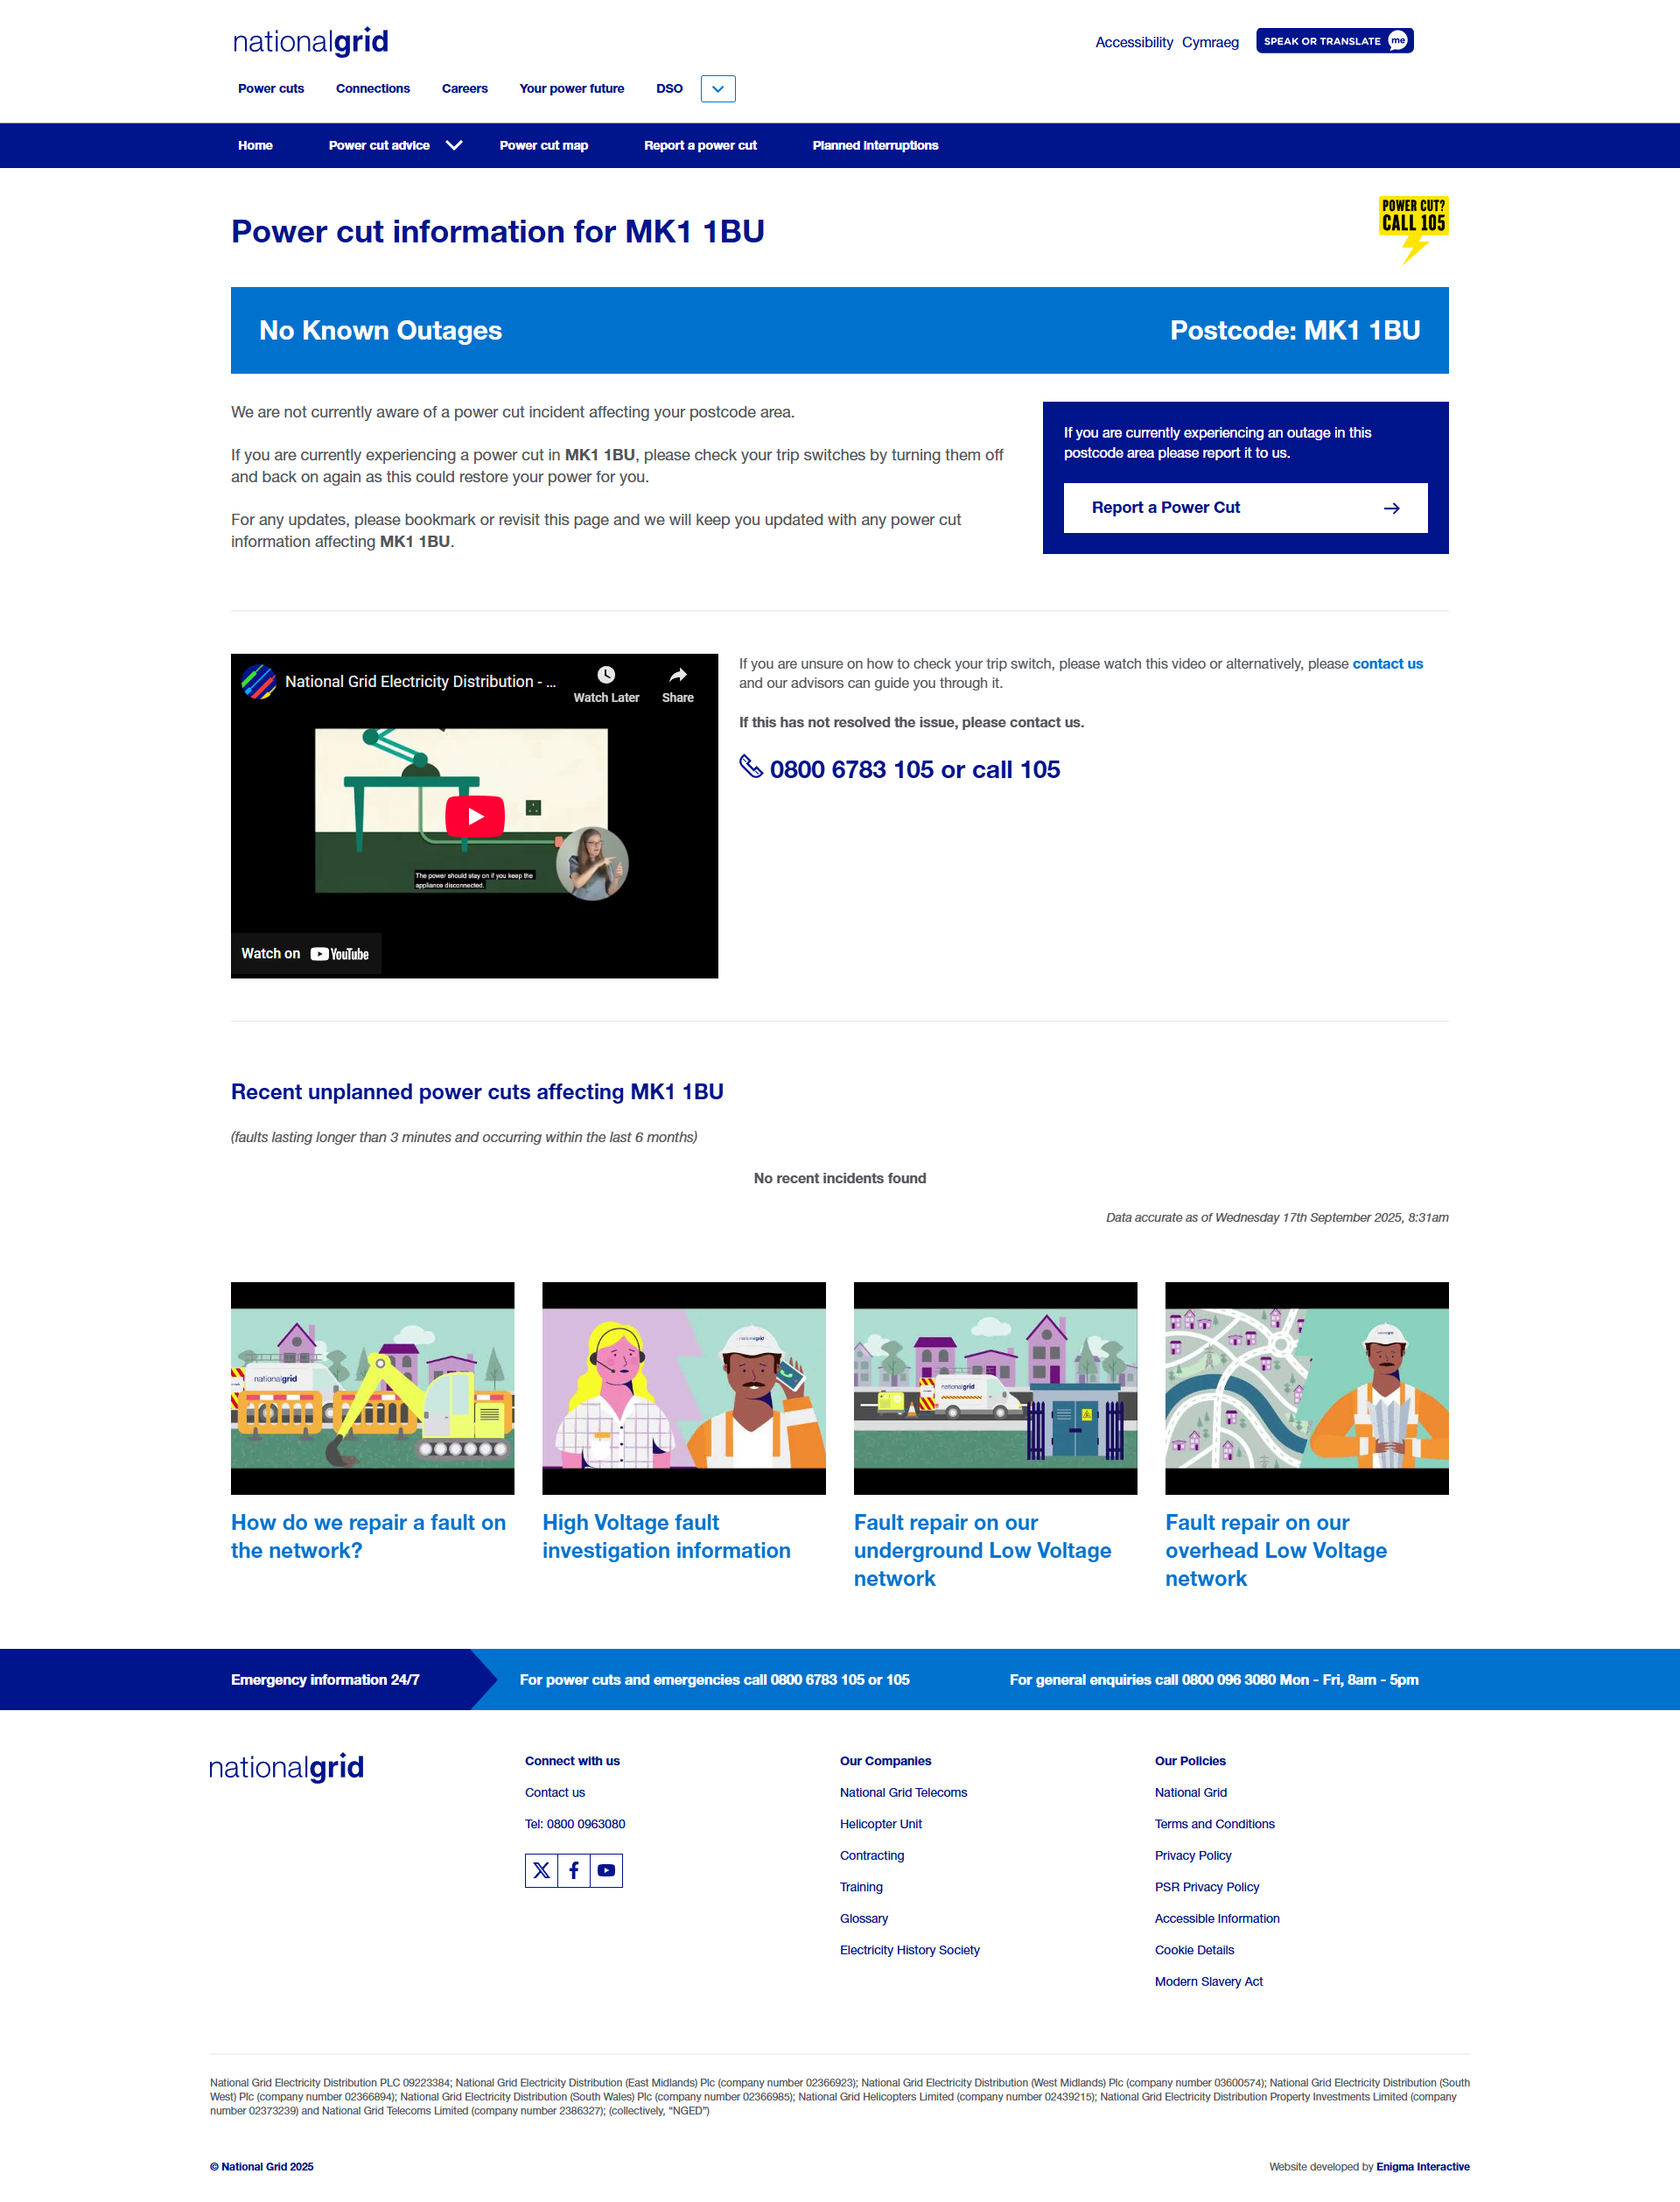 nationalgrid
Accessibility Cymraeg SPEAK OR TRANSLATE me
Power cuts Connections Careers Your power future DSO
Home Power cut advice Power cut map Report a power cut Planned Interruptions
POWER CUT?
CALL 105
Power cut information for MK1 1BU
No Known Outages Postcode: MK1 1BU
We are not currently aware of a power cut incident affecting your postcode area.
If you are currently experiencing a power cut in MK1 1BU, please check your trip switches by turning them off
and back on again as this could restore your power for you.
For any updates, please bookmark or revisit this page and we will keep you updated with any power cut
information affecting MK1 1BU.
If you are currently experiencing an outage in this
postcode area please report it to us.
Report a Power Cut
National Grid Electricity Distribution - ...
Watch Later Share
The power should stay on if you keep the
appliance disconnected.
Watch on YouTube
If you are unsure on how to check your trip switch, please watch this video or alternatively, please contact us
and our advisors can guide you through it.
If this has not resolved the issue, please contact us.
0800 6783 105 or call 105
Recent unplanned power cuts affecting MK1 1BU
(faults lasting longer than 3 minutes and occurring within the last 6 months)
No recent incidents found
Data accurate as of Wednesday 17th September 2025, 8:31am
nationalgrid
nationalgrid
nationalgrid
nationalgrid
How do we repair a fault on
the network?
High Voltage fault
investigation information
Fault repair on our
underground Low Voltage
network
Fault repair on our
overhead Low Voltage
network
Emergency information 24/7 For power cuts and emergencies call 0800 6783 105 or 105 For general enquiries call 0800 096 3080 Mon - Fri, 8am - 5pm
nationalgrid
Connect with us
Contact us
Tel: 0800 0963080
Our Companies
National Grid Telecoms
Helicopter Unit
Contracting
Training
Glossary
Electricity History Society
Our Policies
National Grid
Terms and Conditions
Privacy Policy
PSR Privacy Policy
Accessible Information
Cookie Details
Modern Slavery Act
National Grid Electricity Distribution PLC 09223384; National Grid Electricity Distribution (East Midlands) Plc (company number 02366923); National Grid Electricity Distribution (West Midlands) Plc (company number 03600574); National Grid Electricity Distribution (South
West) Plc (company number 02366894); National Grid Electricity Distribution (South Wales) Plc (company number 02366985); National Grid Helicopters Limited (company number 02439215); National Grid Electricity Distribution Property Investments Limited (company
number 02373239) and National Grid Telecoms Limited (company number 2386327); (collectively, “NGED”)
© National Grid 2025
Website developed by Enigma Interactive